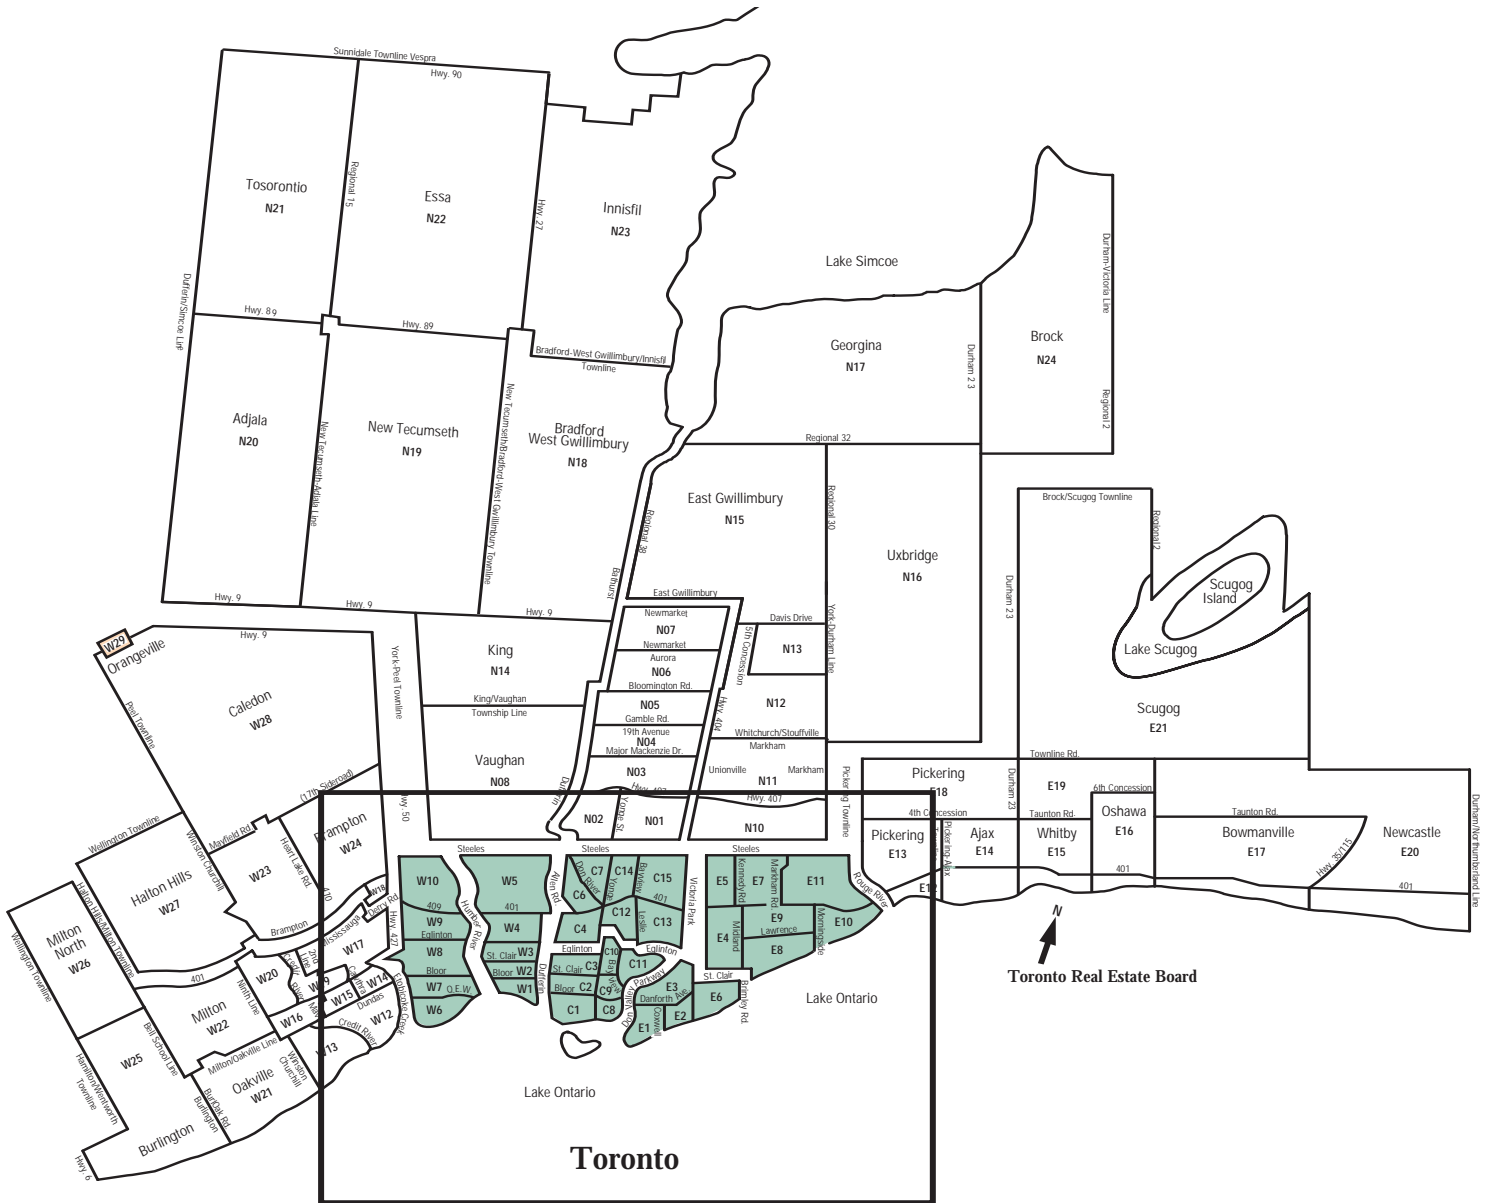 Sunnidale Townline Vespra
Hwy. 90
Tosorontio
N21
Regional 15
Essa
N22
Hwy. 27
Innisfil
N23
Dufferin/Simcoe Line
Hwy. 89
Hwy. 89
Bradford-West Gwillimbury/Innisfil
Townline
Lake Simcoe
Georgina
N17
Durham 23
Brock
N24
Durham-Victoria Line
Regional 2
Adjala
N20
New Tecumseth-Adjala Line
New Tecumseth
N19
New Tecumseth/Bradford-West Gwillimbury Townline
Bradford
West Gwillimbury
N18
Regional 32
Regional 38
Bathurst
East Gwillimbury
N15
Regional 30
Uxbridge
N16
Durham 23
Brock/Scugog Townline
Regional 2
Scugog
Island
Lake Scugog
Scugog
E21
Hwy. 9
Hwy. 9
Hwy. 9
Hwy. 9
East Gwillimbury
Newmarket
N07
Newmarket
Aurora
N06
Bloomington Rd.
N05
Gamble Rd.
19th Avenue
N04
Major Mackenzie Dr.
N03
Hwy. 407
N02
Yonge St.
N01
Davis Drive
5th Concession
N13
N12
York-Durham Line
Hwy. 404
Whitchurch/Stouffville
Markham
Unionville
Markham
N11
Hwy. 407
N10
Pickering
Townline
W29
Orangeville
Peel Townline
Caledon
W28
York-Peel Townline
King
N14
King/Vaughan
Township Line
Vaughan
N08
Dufferin
Hwy. 50
(17th Sideroad)
Wellington Townline
Mayfield Rd.
Winston Churchill
Heart Lake Rd.
Brampton
W24
W23
Halton Hills
W27
Halton Hills/Milton Townline
Milton
North
W26
Wellington Townline
410
Brampton
Mississauga
W18
Derry Rd.
Hwy. 427
W17
2nd
Line
Credit
River
W19
W20
Ninth Line
401
Milton
W22
W16
W15
W14
Cawthra
Dundas
W12
Credit River
W13
Etobicoke Creek
Winston
Churchill
Milton/Oakville Line
Oakville
W21
Bell School Line
W25
Hamilton/Wentworth
Townline
Burloak Rd.
Burlington
Burlington
Hwy. 6
Steeles
Steeles
Steeles
W10
409
W9
Eglinton
W8
Bloor
W7
Q.E.W.
W6
Humber River
W5
401
W4
St. Clair
W3
Bloor
W2
W1
Dufferin
Allen Rd.
C7
Don River
C6
C4
C14
Yonge
C12
Bayview
C15
401
Leslie
C13
Eglinton
St. Clair
C3
Bloor
C2
C1
C10
Bayview
C9
C8
C11
Eglinton
Don Valley Parkway
Victoria Park
E3
Danforth Ave.
E1
Coxwell
E2
St. Clair
E6
Brimley Rd.
E5
Kennedy Rd
E7
Markham Rd.
E11
E4
Midland
E9
Lawrence
E8
Morningside
E10
Rouge River
Townline Rd.
Pickering
E18
Durham 23
E19
6th Concession
4th Concession
Taunton Rd.
Oshawa
E16
Taunton Rd.
Pickering
E13
Pickering-Ajax
Townline
Ajax
E14
E12
Whitby
E15
401
Bowmanville
E17
Hwy. 35/115
Newcastle
E20
401
Durham/Northumberland Line
N
Toronto Real Estate Board
Lake Ontario
Lake Ontario
Toronto